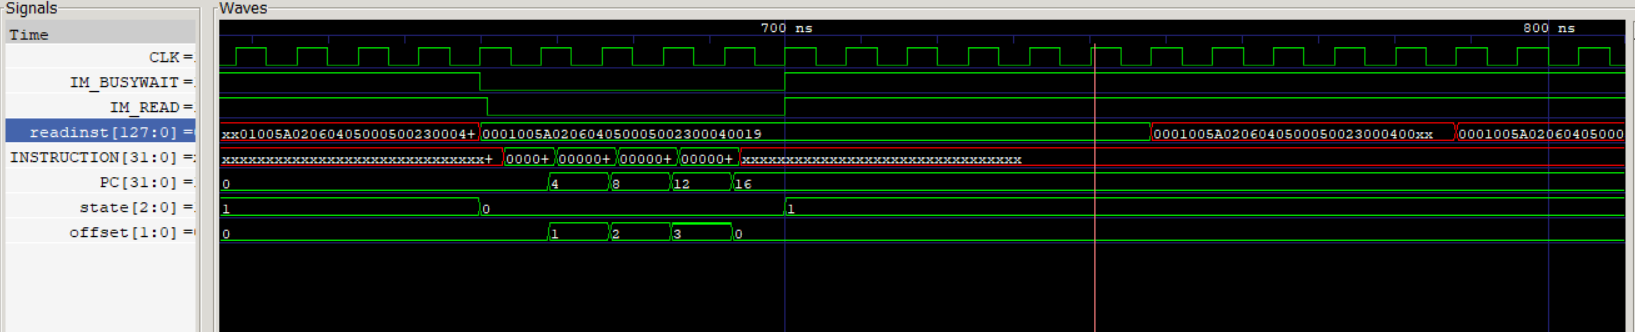 Signals
Waves
Time
700 ns
800 ns
CLK=
IM_BUSYWAIT=
IM_READ=
readinst[127:0]=
xx01005A02060405000500230004+
0001005A020604050005002300040019
0001005A0206040500050023000400xx
0001005A02060405000
INSTRUCTION[31:0]=
xxxxxxxxxxxxxxxxxxxxxxxxxxxxxx+
0000+
00000+
00000+
00000+
xxxxxxxxxxxxxxxxxxxxxxxxxxxxxxxx
PC[31:0]=
0
4
8
12
16
state[2:0]=
1
0
1
offset[1:0]=
0
1
2
3
0